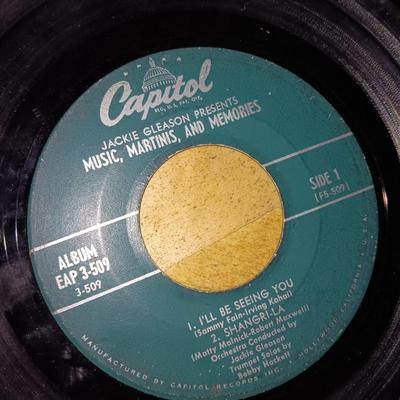 Capitol
REG. U.S. PAT. OFF.
JACKIE GLEASON PRESENTS
MUSIC, MARTINIS, AND MEMORIES
SIDE 1
(F5-509)
ALBUM
EAP 3-509
3-509
1. I'LL BE SEEING YOU
(Sammy Fain-Irving Kahal)
2. SHANGRI-LA
(Matty Malnick-Robert Maxwell)
Orchestra Conducted by
Jackie Gleason
Trumpet Solos by
Bobby Hackett
MANUFACTURED BY CAPITOL RECORDS INC. HOLLYWOOD CALIFORNIA U.S.A.